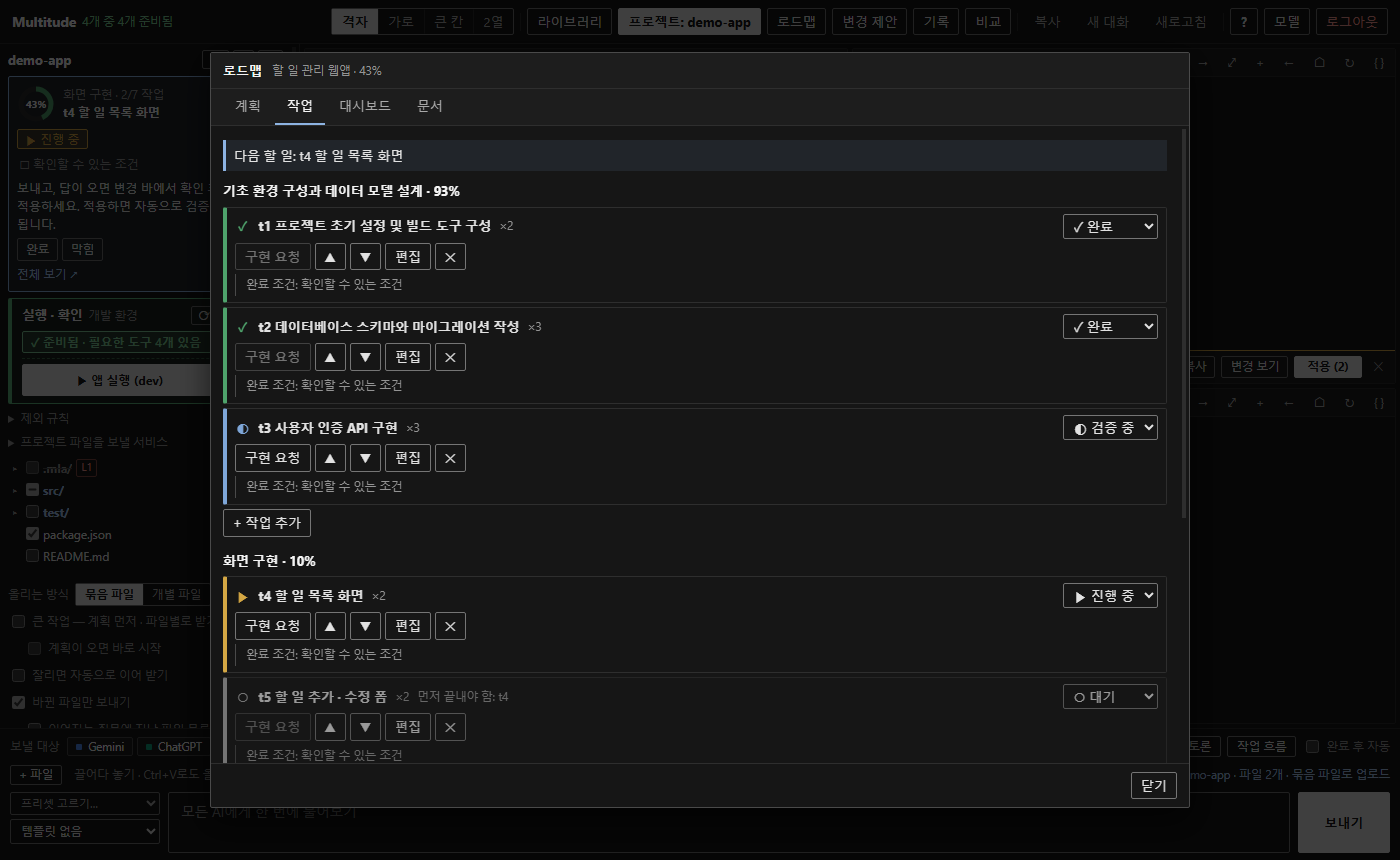 Multitude 4개 중 4개 준비됨
격자 가로 큰 칸 2열 라이브러리 프로젝트: demo-app 로드맵 변경 제안 기록 비교 복사 새 대화 새로고침 ? 모델 로그아웃
demo-app
43%
화면 구현 · 2/7 작업
t4 할 일 목록 화면
▶ 진행 중
□ 확인할 수 있는 조건
보내고, 답이 오면 변경 바에서 확인
적용하세요. 적용하면 자동으로 검증
됩니다.
완료 막힘
전체 보기 ↗
실행 · 확인 개발 환경
✓ 준비됨 · 필요한 도구 4개 있음
▶ 앱 실행 (dev)
▶ 제외 규칙
▶ 프로젝트 파일을 보낼 서비스
.mla/ L1
src/
test/
package.json
README.md
올리는 방식 묶음 파일 개별 파일
큰 작업 — 계획 먼저 · 파일별로 받기
계획이 오면 바로 시작
잘리면 자동으로 이어 받기
바뀐 파일만 보내기
로드맵 할 일 관리 웹앱 · 43%
계획 작업 대시보드 문서
다음 할 일: t4 할 일 목록 화면
기초 환경 구성과 데이터 모델 설계 · 93%
✓ t1 프로젝트 초기 설정 및 빌드 도구 구성 ×2 ✓ 완료
구현 요청 ▲ ▼ 편집 ✕
완료 조건: 확인할 수 있는 조건
✓ t2 데이터베이스 스키마와 마이그레이션 작성 ×3 ✓ 완료
구현 요청 ▲ ▼ 편집 ✕
완료 조건: 확인할 수 있는 조건
◐ t3 사용자 인증 API 구현 ×3 ◐ 검증 중
구현 요청 ▲ ▼ 편집 ✕
완료 조건: 확인할 수 있는 조건
+ 작업 추가
화면 구현 · 10%
▶ t4 할 일 목록 화면 ×2 ▶ 진행 중
구현 요청 ▲ ▼ 편집 ✕
완료 조건: 확인할 수 있는 조건
○ t5 할 일 추가 · 수정 폼 ×2 먼저 끝내야 함: t4 ○ 대기
구현 요청 ▲ ▼ 편집 ✕
완료 조건: 확인할 수 있는 조건
닫기
변경 보기 적용 (2) ✕
보낼 대상 Gemini ChatGPT 토론 작업 흐름 완료 후 자동
+ 파일 끌어다 놓기 · Ctrl+V로도 · 파일 2개 · 묶음 파일로 업로드
프리셋 고르기...
템플릿 없음
모든 AI에게 한 번에 물어보기
보내기